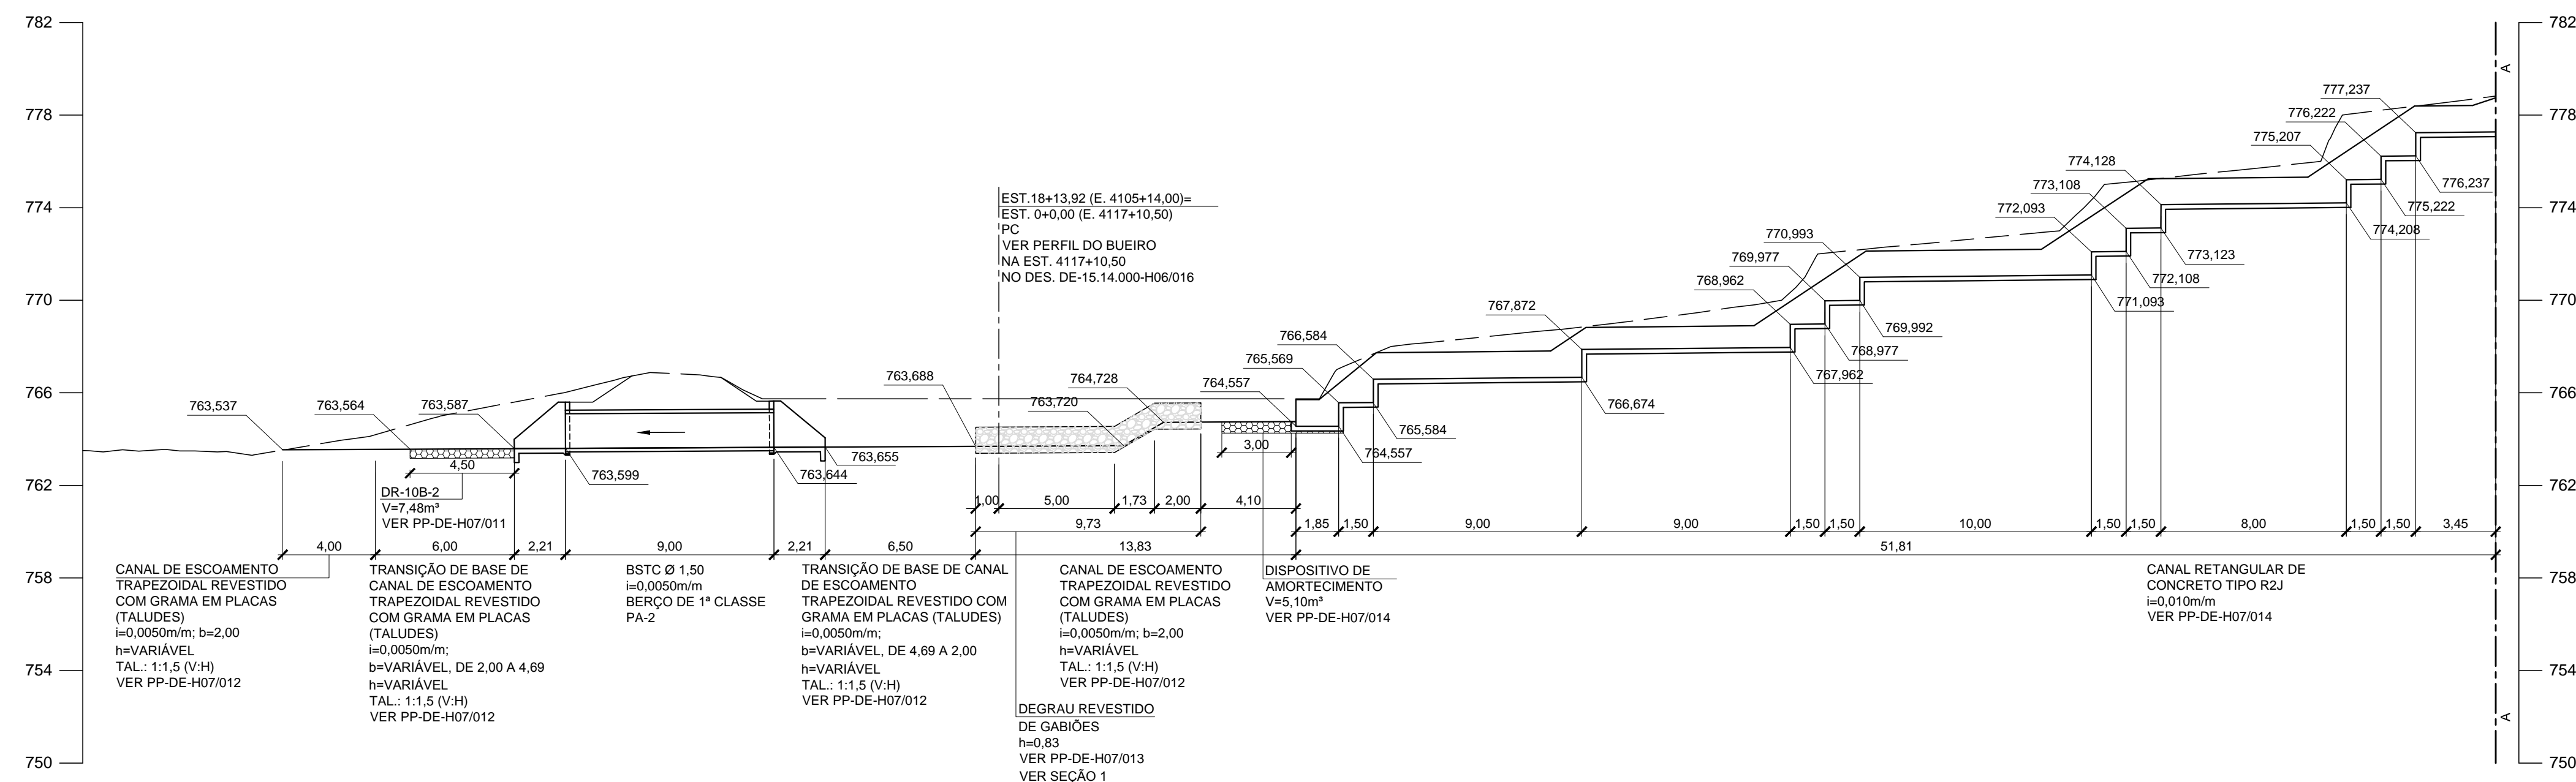 782
778
774
770
766
762
758
754
750
782
778
774
770
766
762
758
754
750
A
A
EST.18+13,92 (E. 4105+14,00)=
EST. 0+0,00 (E. 4117+10,50)
PC
VER PERFIL DO BUEIRO
NA EST. 4117+10,50
NO DES. DE-15.14.000-H06/016
763,537
763,564
763,587
763,599
763,644
763,655
763,688
763,720
764,728
764,557
764,557
765,569
765,584
766,584
766,674
767,872
767,962
768,962
768,977
769,977
769,992
770,993
771,093
772,093
772,108
773,108
773,123
774,128
774,208
775,207
775,222
776,222
776,237
777,237
4,50
DR-10B-2
V=7,48m³
VER PP-DE-H07/011
3,00
1,00
5,00
1,73
2,00
4,10
9,73
1,85
1,50
9,00
9,00
1,50
1,50
10,00
1,50
1,50
8,00
1,50
1,50
3,45
4,00
6,00
2,21
9,00
2,21
6,50
13,83
51,81
CANAL DE ESCOAMENTO
TRAPEZOIDAL REVESTIDO
COM GRAMA EM PLACAS
(TALUDES)
i=0,0050m/m; b=2,00
h=VARIÁVEL
TAL.: 1:1,5 (V:H)
VER PP-DE-H07/012
TRANSIÇÃO DE BASE DE
CANAL DE ESCOAMENTO
TRAPEZOIDAL REVESTIDO
COM GRAMA EM PLACAS
(TALUDES)
i=0,0050m/m;
b=VARIÁVEL, DE 2,00 A 4,69
h=VARIÁVEL
TAL.: 1:1,5 (V:H)
VER PP-DE-H07/012
BSTC Ø 1,50
i=0,0050m/m
BERÇO DE 1ª CLASSE
PA-2
TRANSIÇÃO DE BASE DE CANAL
DE ESCOAMENTO
TRAPEZOIDAL REVESTIDO COM
GRAMA EM PLACAS (TALUDES)
i=0,0050m/m;
b=VARIÁVEL, DE 4,69 A 2,00
h=VARIÁVEL
TAL.: 1:1,5 (V:H)
VER PP-DE-H07/012
CANAL DE ESCOAMENTO
TRAPEZOIDAL REVESTIDO
COM GRAMA EM PLACAS
(TALUDES)
i=0,0050m/m; b=2,00
h=VARIÁVEL
TAL.: 1:1,5 (V:H)
VER PP-DE-H07/012
DEGRAU REVESTIDO
DE GABIÕES
h=0,83
VER PP-DE-H07/013
VER SEÇÃO 1
DISPOSITIVO DE
AMORTECIMENTO
V=5,10m³
VER PP-DE-H07/014
CANAL RETANGULAR DE
CONCRETO TIPO R2J
i=0,010m/m
VER PP-DE-H07/014